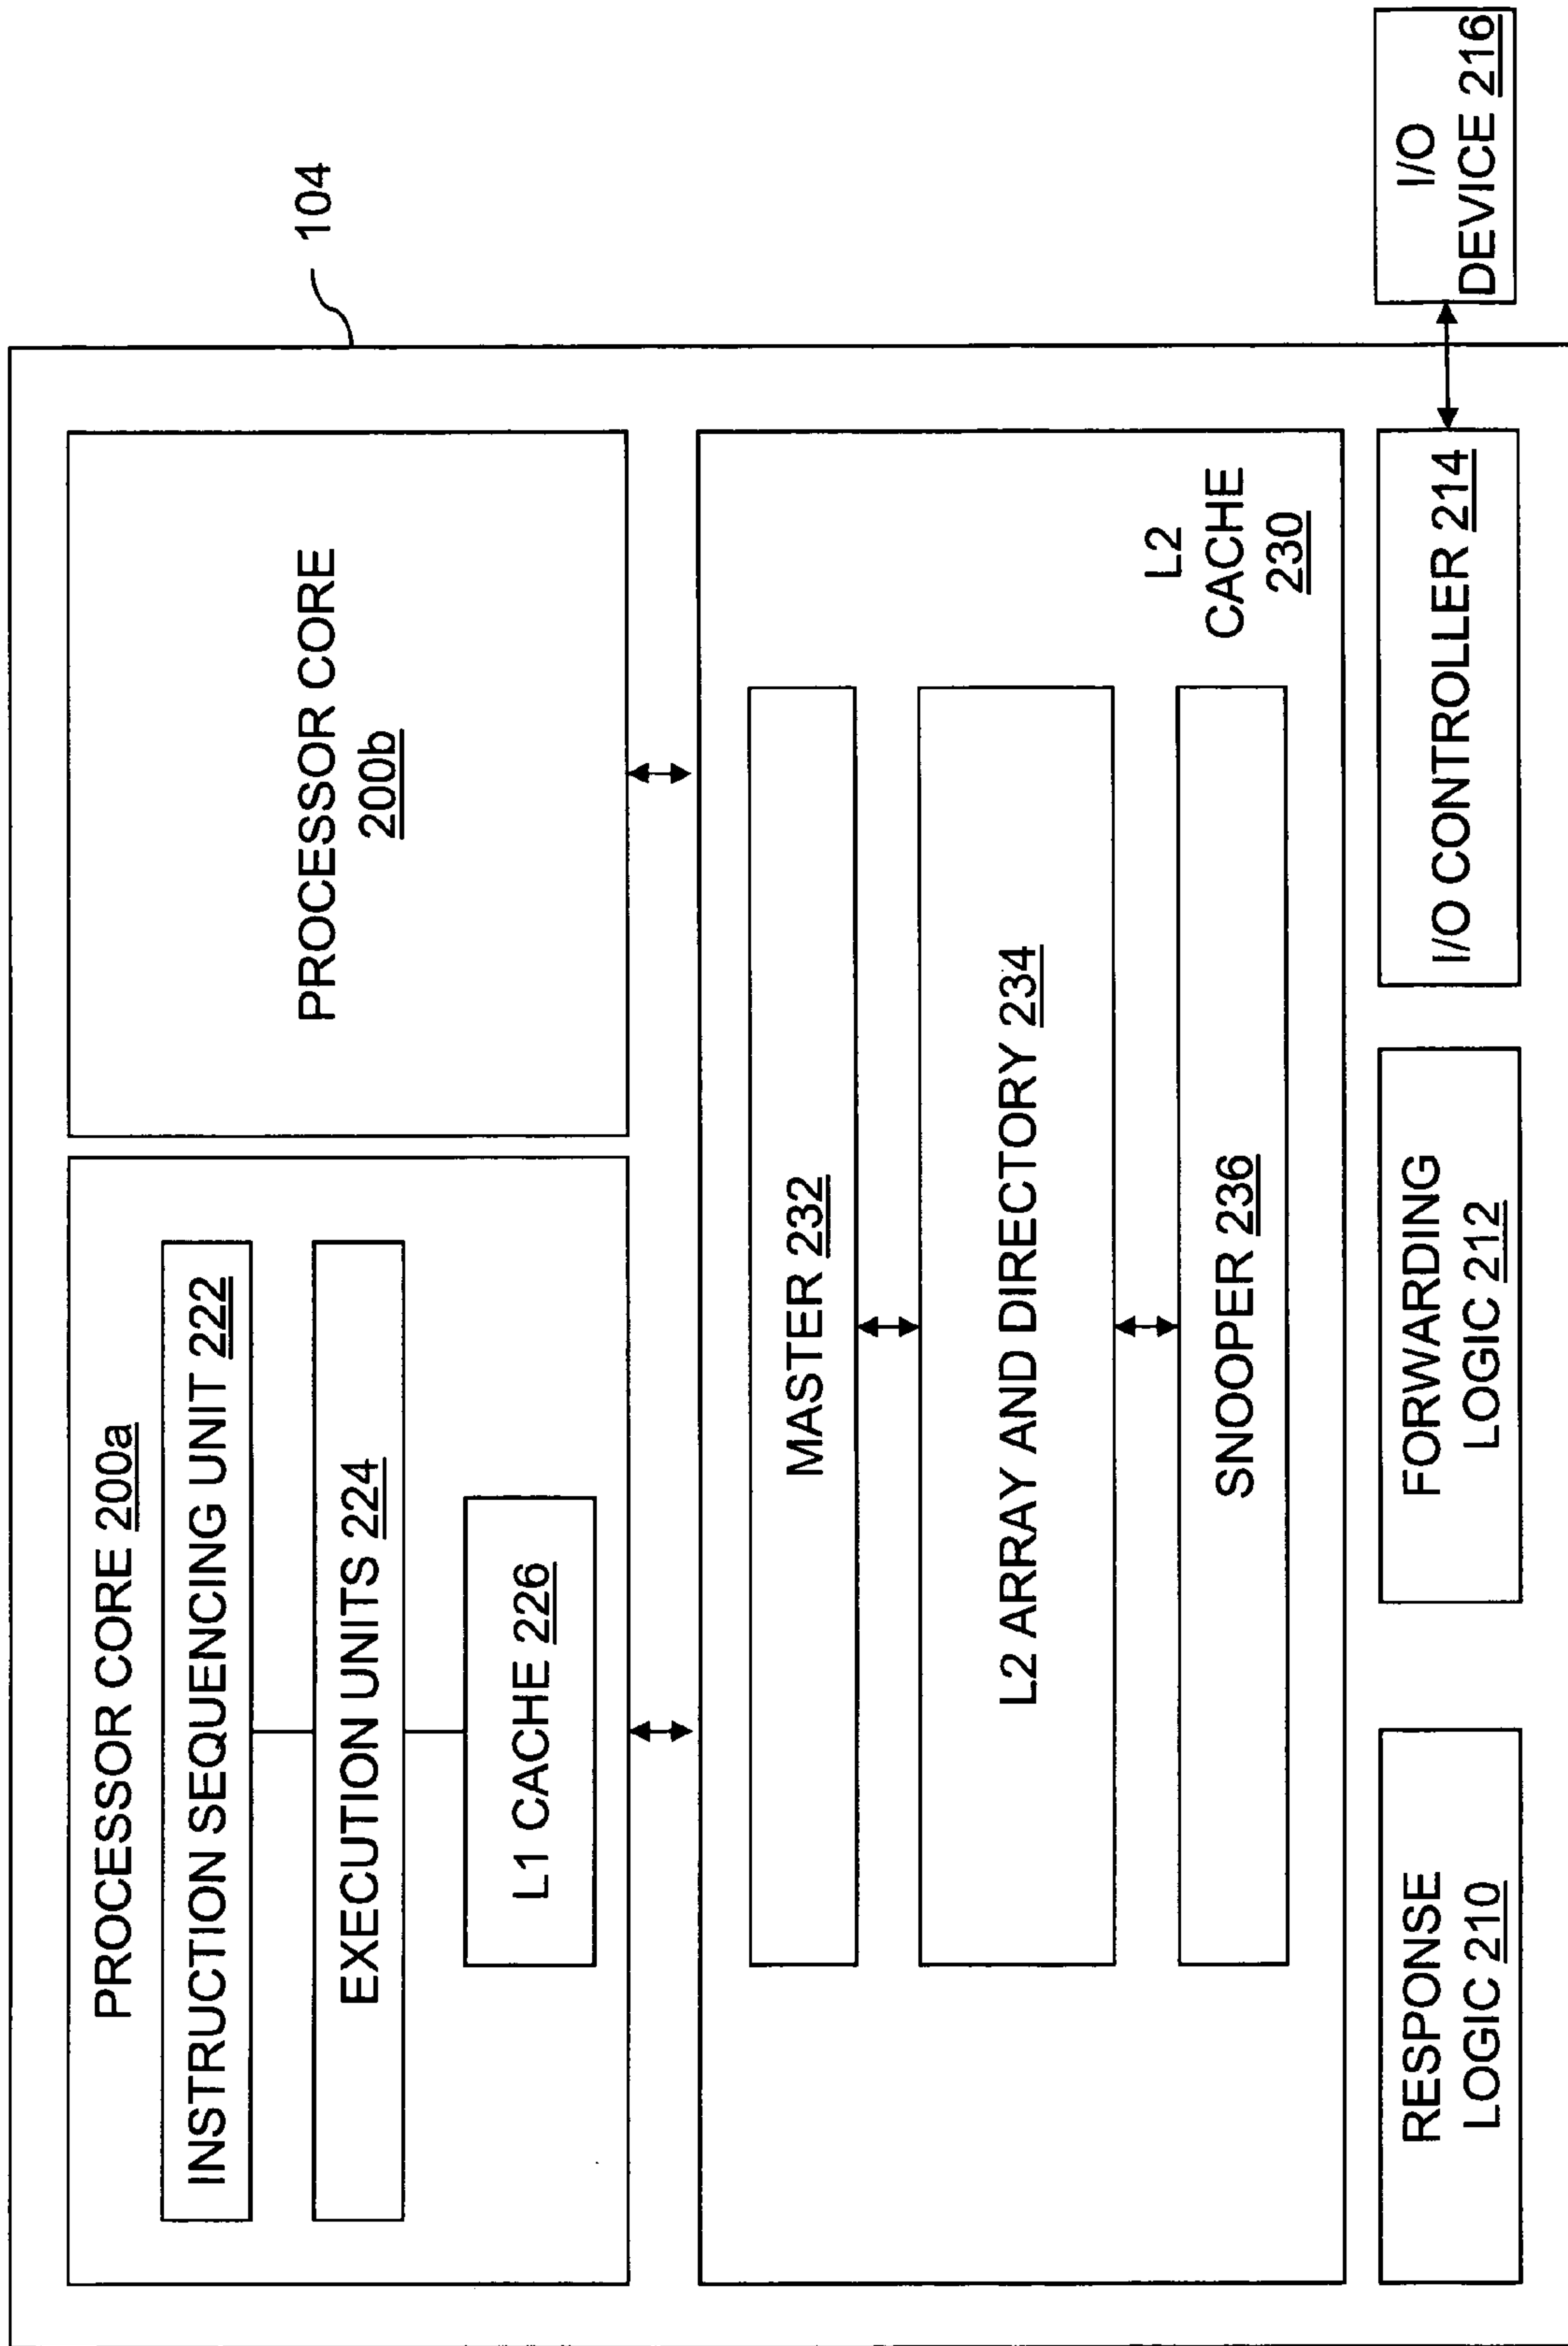 104
PROCESSOR CORE 200a
INSTRUCTION SEQUENCING UNIT 222
EXECUTION UNITS 224
L1 CACHE 226
PROCESSOR CORE
200b
MASTER 232
L2 ARRAY AND DIRECTORY 234
SNOOPER 236
L2
CACHE
230
RESPONSE
LOGIC 210
FORWARDING
LOGIC 212
I/O CONTROLLER 214
I/O
DEVICE 216